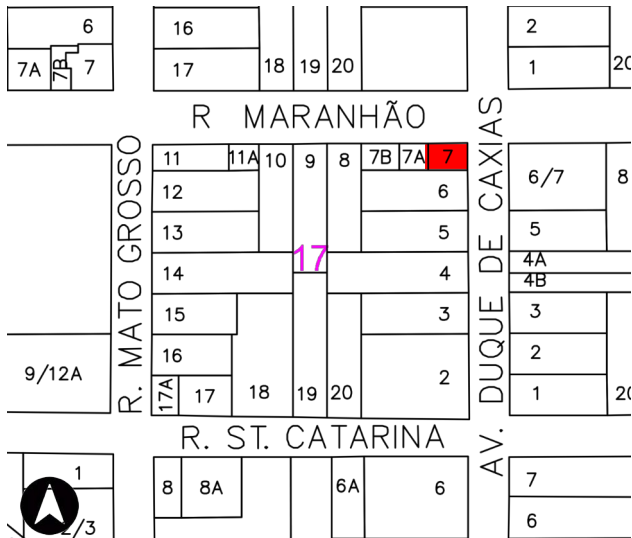 6
16
2
7A
7B
7
17
18
19
20
1
20
R MARANHÃO
R. MATO GROSSO
AV. DUQUE DE CAXIAS
11
11A
10
9
8
7B
7A
7
12
6
6/7
8
13
5
5
17
14
4
4A
4B
15
3
3
16
2
9/12A
17A
17
18
19
20
2
1
20
R. ST. CATARINA
1
8
8A
6A
6
7
2/3
6